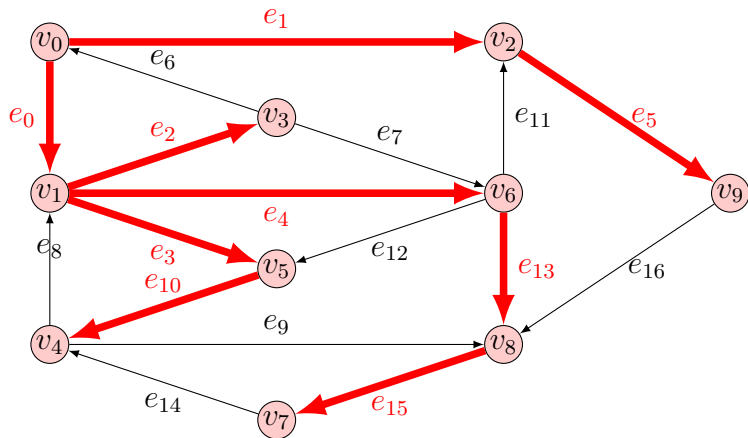 e₁
v₀ v₂
e₆
e₀ e₂ v₃ e₇ e₁₁ e₅
v₁ v₆ v₉
e₄
e₈ e₃ e₁₂
v₅ e₁₃ e₁₆
e₁₀
e₉
v₄ v₈
e₁₄ e₁₅
v₇